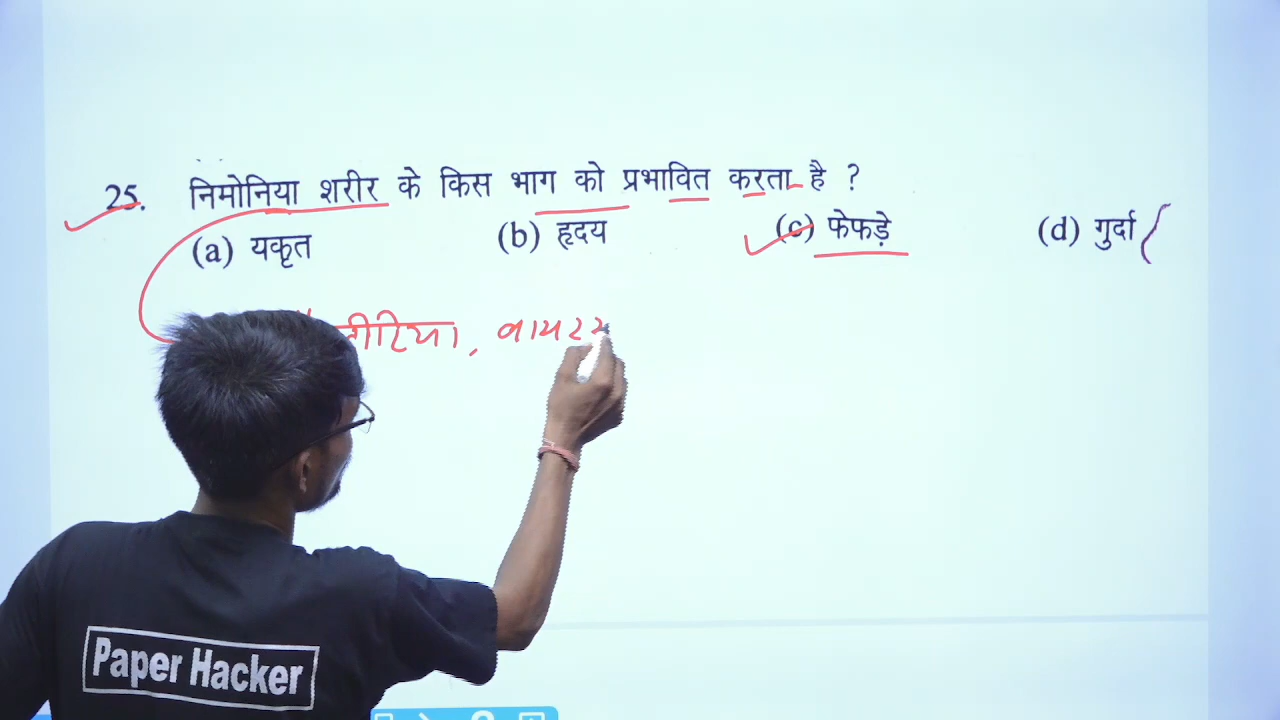 25. निमोनिया शरीर के किस भाग को प्रभावित करता है ?
(a) यकृत (b) हृदय (c) फेफड़े (d) गुर्दा
वायरस
Paper Hacker